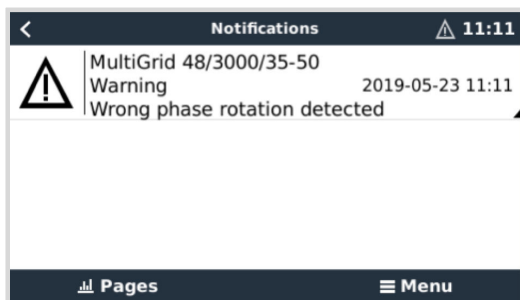 Notifications
11:11
MultiGrid 48/3000/35-50
Warning
2019-05-23 11:11
Wrong phase rotation detected
Pages
Menu